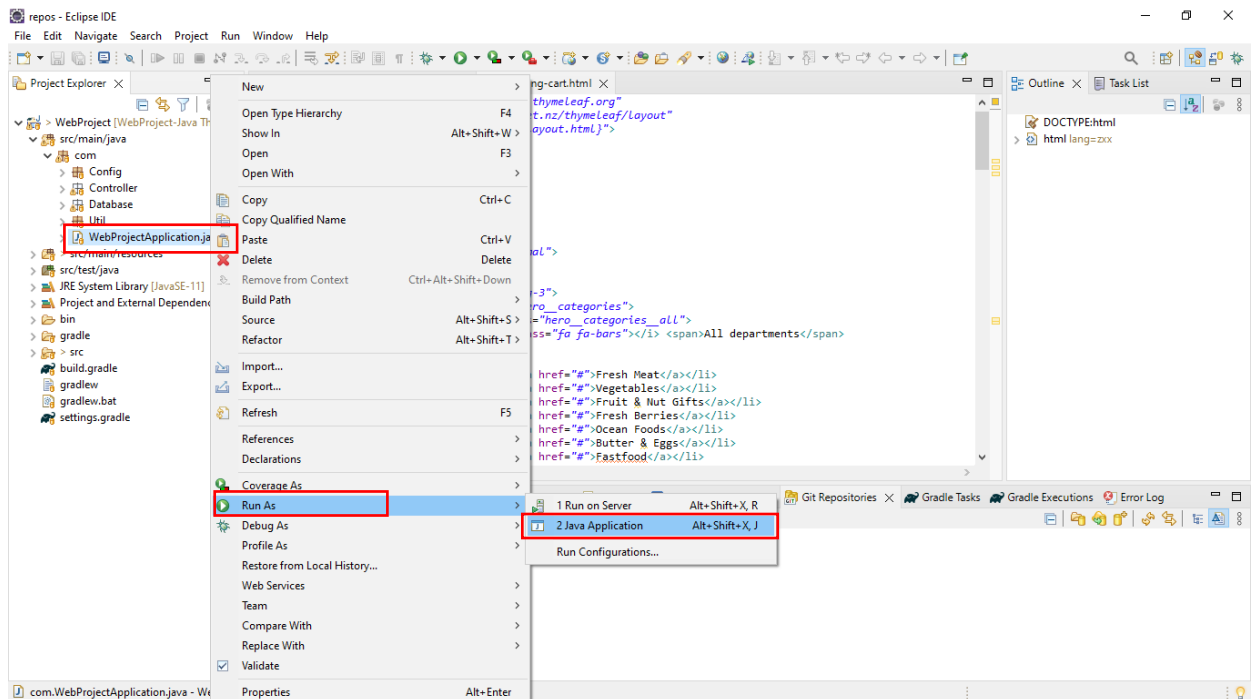 repos - Eclipse IDE
File Edit Navigate Search Project Run Window Help
Project Explorer
> WebProject [WebProject-Java Th
src/main/java
com
Config
Controller
Database
Util
WebProjectApplication.ja
> src/main/resources
src/test/java
JRE System Library [JavaSE-11]
Project and External Dependenc
bin
gradle
> src
build.gradle
gradlew
gradlew.bat
settings.gradle
New
Open Type Hierarchy F4
Show In Alt+Shift+W >
Open F3
Open With
Copy Ctrl+C
Copy Qualified Name
Paste Ctrl+V
Delete Delete
Remove from Context Ctrl+Alt+Shift+Down
Build Path
Source Alt+Shift+S >
Refactor Alt+Shift+T >
Import...
Export...
Refresh F5
References
Declarations
Coverage As
Run As
Debug As
Profile As
Restore from Local History...
Web Services
Team
Compare With
Replace With
Validate
Properties Alt+Enter
1 Run on Server Alt+Shift+X, R
2 Java Application Alt+Shift+X, J
Run Configurations...
ng-cart.html
thymeleaf.org"
t.nz/thymeleaf/layout"
ayout.html}">
al">
-3">
ro__categories">
="hero__categories__all">
ss="fa fa-bars"></i> <span>All departments</span>
href="#">Fresh Meat</a></li>
href="#">Vegetables</a></li>
href="#">Fruit & Nut Gifts</a></li>
href="#">Fresh Berries</a></li>
href="#">Ocean Foods</a></li>
href="#">Butter & Eggs</a></li>
href="#">Fastfood</a></li>
Outline Task List
DOCTYPE:html
html lang=zxx
Git Repositories Gradle Tasks Gradle Executions Error Log
com.WebProjectApplication.java - We